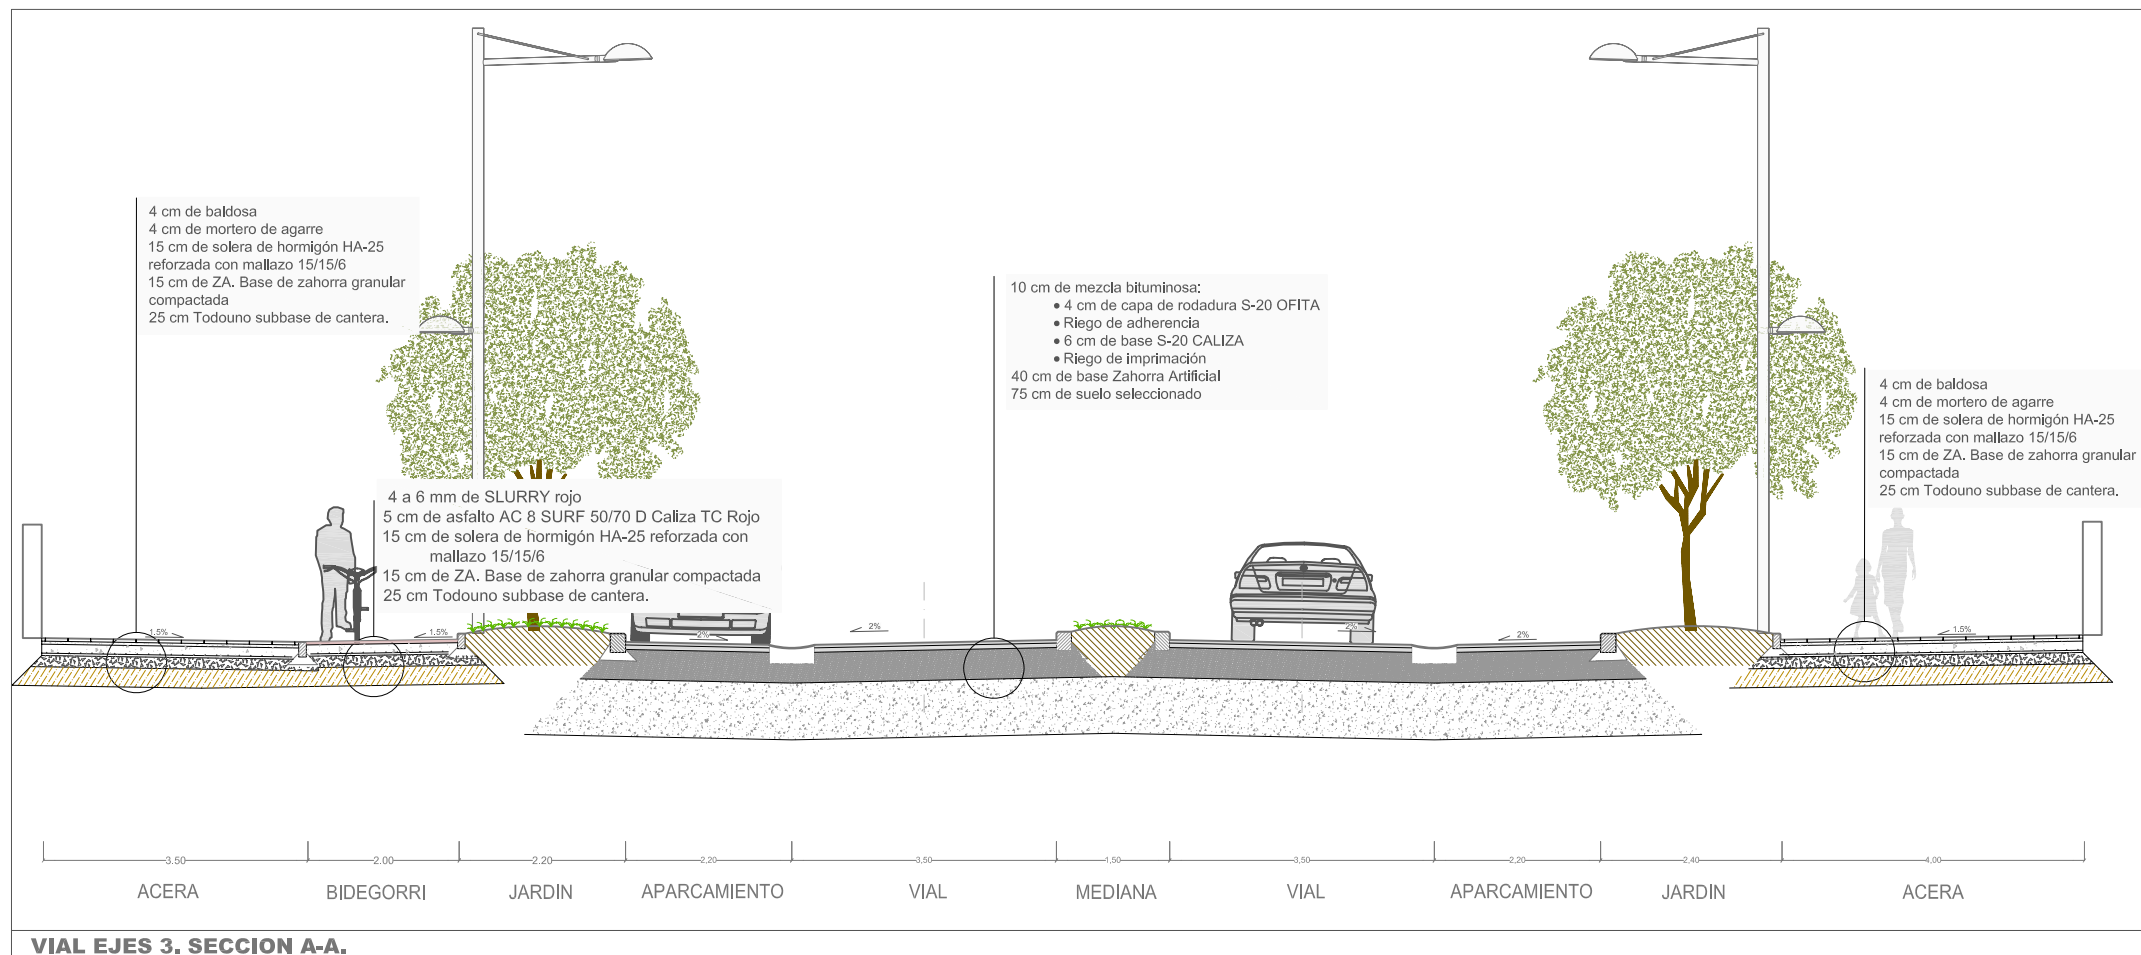 4 cm de baldosa
4 cm de mortero de agarre
15 cm de solera de hormigón HA-25
reforzada con mallazo 15/15/6
15 cm de ZA. Base de zahorra granular
compactada
25 cm Todouno subbase de cantera.
10 cm de mezcla bituminosa:
• 4 cm de capa de rodadura S-20 OFITA
• Riego de adherencia
• 6 cm de base S-20 CALIZA
• Riego de imprimación
40 cm de base Zahorra Artificial
75 cm de suelo seleccionado
4 cm de baldosa
4 cm de mortero de agarre
15 cm de solera de hormigón HA-25
reforzada con mallazo 15/15/6
15 cm de ZA. Base de zahorra granular
compactada
25 cm Todouno subbase de cantera.
4 a 6 mm de SLURRY rojo
5 cm de asfalto AC 8 SURF 50/70 D Caliza TC Rojo
15 cm de solera de hormigón HA-25 reforzada con
mallazo 15/15/6
15 cm de ZA. Base de zahorra granular compactada
25 cm Todouno subbase de cantera.
1.5% 1.5% 2% 2% 2% 2% 1.5%
3.50 2.00 2.20 2,20 3,50 1,50 3,50 2,20 2,40 4,00
ACERA BIDEGORRI JARDIN APARCAMIENTO VIAL MEDIANA VIAL APARCAMIENTO JARDIN ACERA
VIAL EJES 3. SECCION A-A.